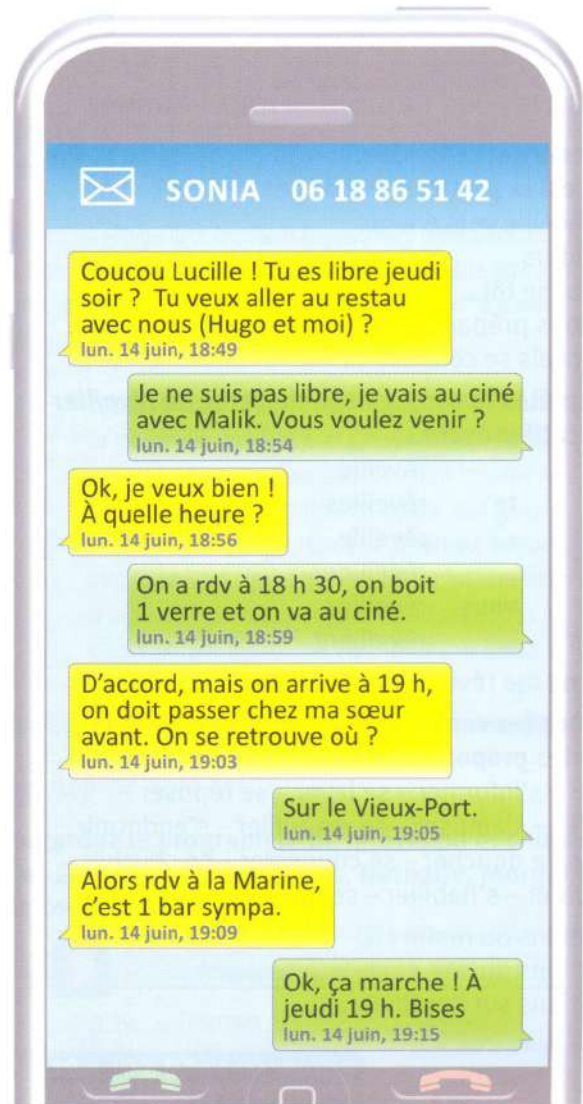 SONIA 06 18 86 51 42
Coucou Lucille ! Tu es libre jeudi
soir ? Tu veux aller au restau
avec nous (Hugo et moi) ?
lun. 14 juin, 18:49
Je ne suis pas libre, je vais au ciné
avec Malik. Vous voulez venir ?
lun. 14 juin, 18:54
Ok, je veux bien !
À quelle heure ?
lun. 14 juin, 18:56
On a rdv à 18 h 30, on boit
1 verre et on va au ciné.
lun. 14 juin, 18:59
D'accord, mais on arrive à 19 h,
on doit passer chez ma sœur
avant. On se retrouve où ?
lun. 14 juin, 19:03
Sur le Vieux-Port.
lun. 14 juin, 19:05
Alors rdv à la Marine,
c'est 1 bar sympa.
lun. 14 juin, 19:09
Ok, ça marche ! À
jeudi 19 h. Bises
lun. 14 juin, 19:15